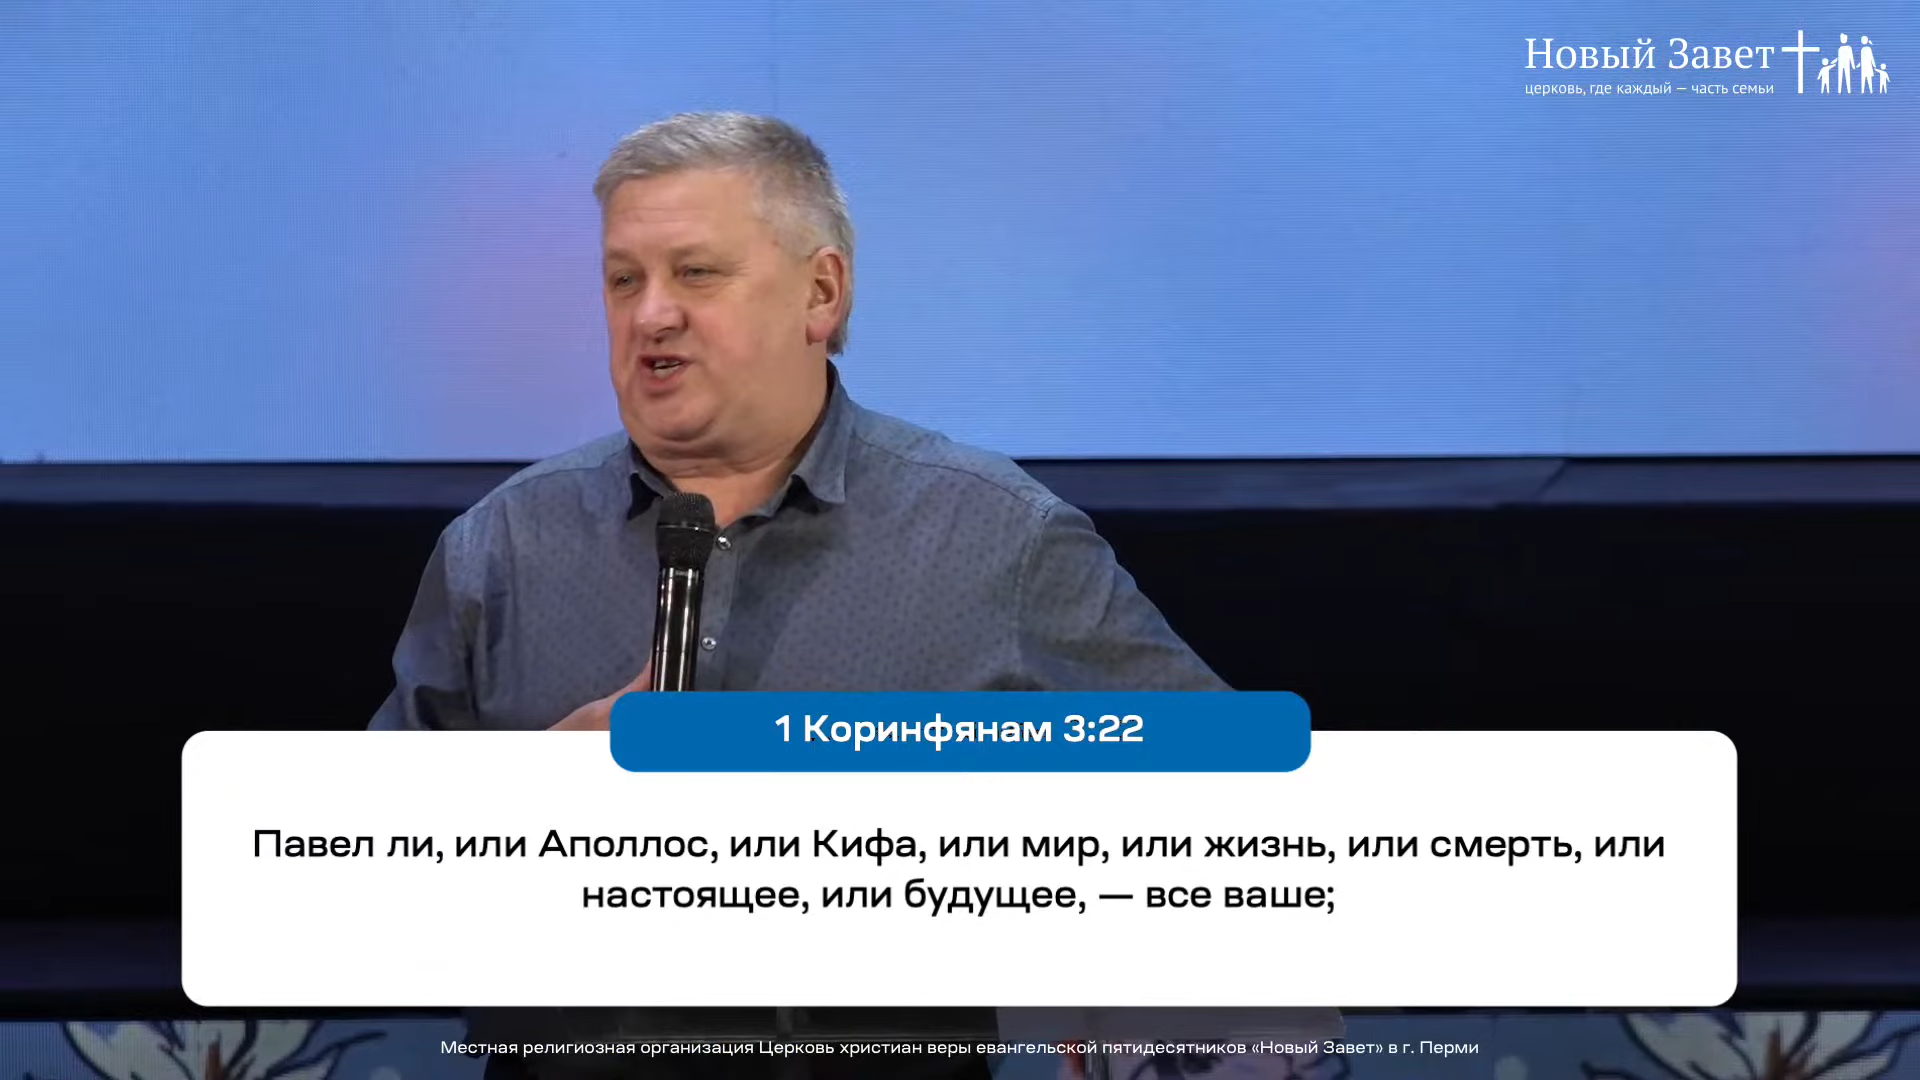 Новый Завет
церковь, где каждый — часть семьи
1 Коринфянам 3:22
Павел ли, или Аполлос, или Кифа, или мир, или жизнь, или смерть, или
настоящее, или будущее, — все ваше;
Местная религиозная организация Церковь христиан веры евангельской пятидесятников «Новый Завет» в г. Перми